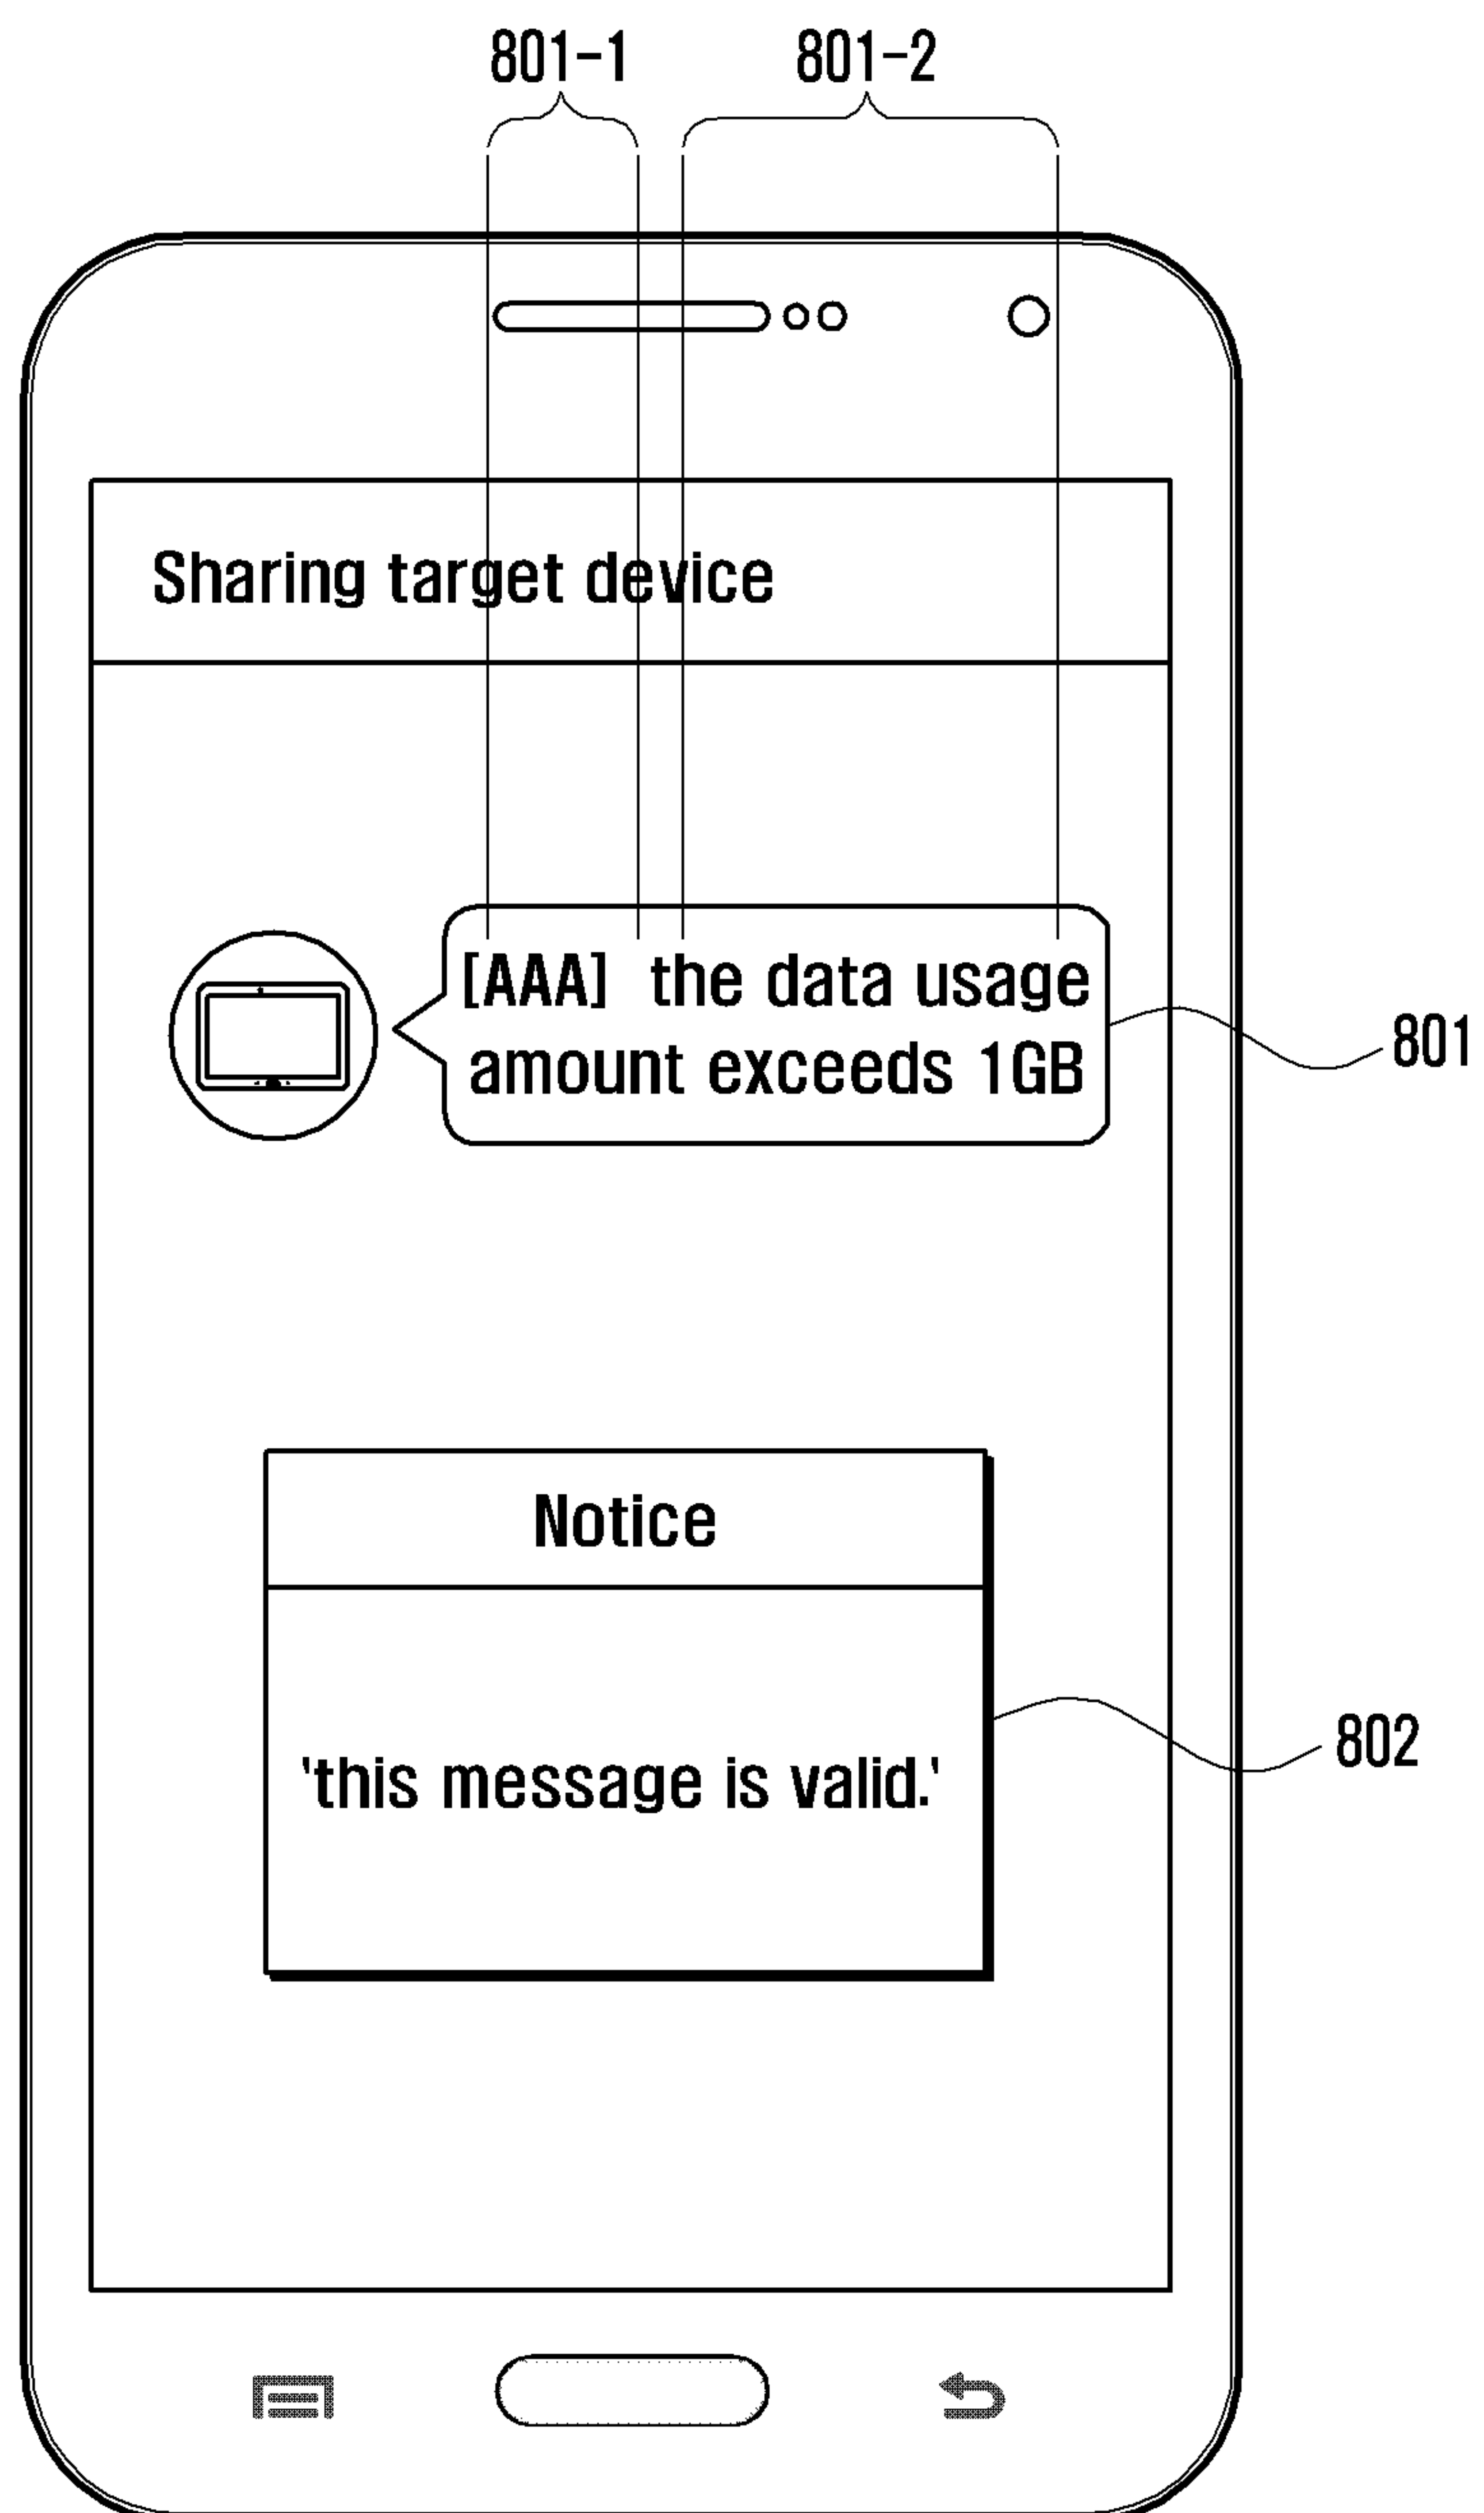 801-1 801-2
Sharing target device
[AAA] the data usage
amount exceeds 1GB
801
Notice
802
'this message is valid.'